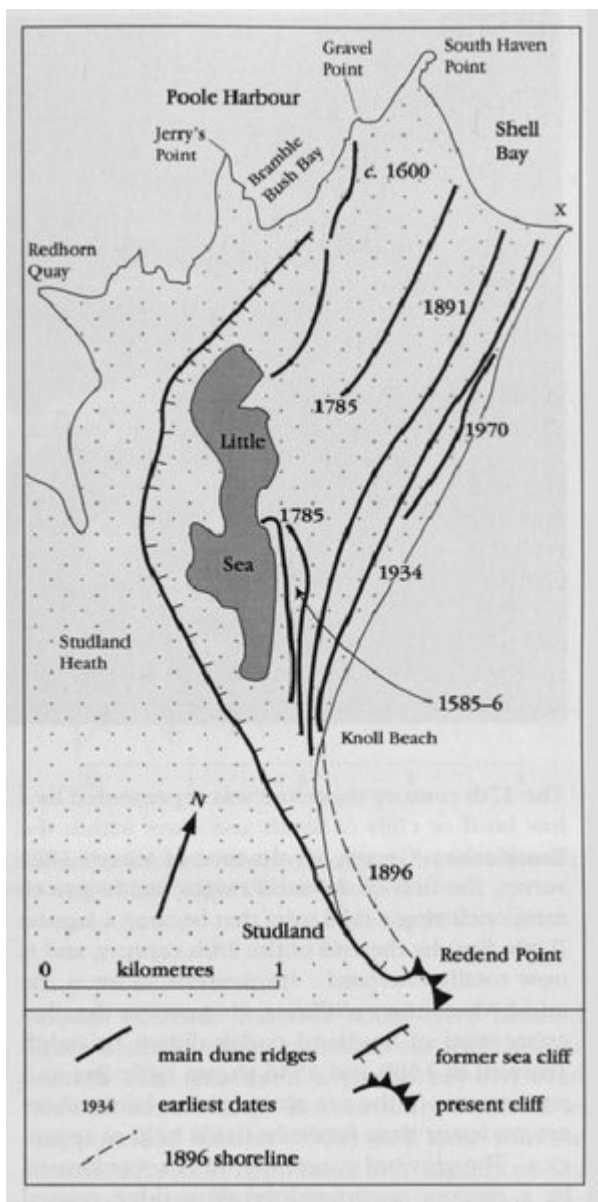 Gravel
Point
South Haven
Point
Poole Harbour
Jerry's
Point
Bramble
Bush Bay
Shell
Bay
c. 1600
X
Redhorn
Quay
1891
1785
1970
Little
1785
Sea
1934
Studland
Heath
1585–6
Knoll Beach
N
1896
Studland
Redend Point
0 1
kilometres
main dune ridges
former sea cliff
1934 earliest dates
present cliff
1896 shoreline